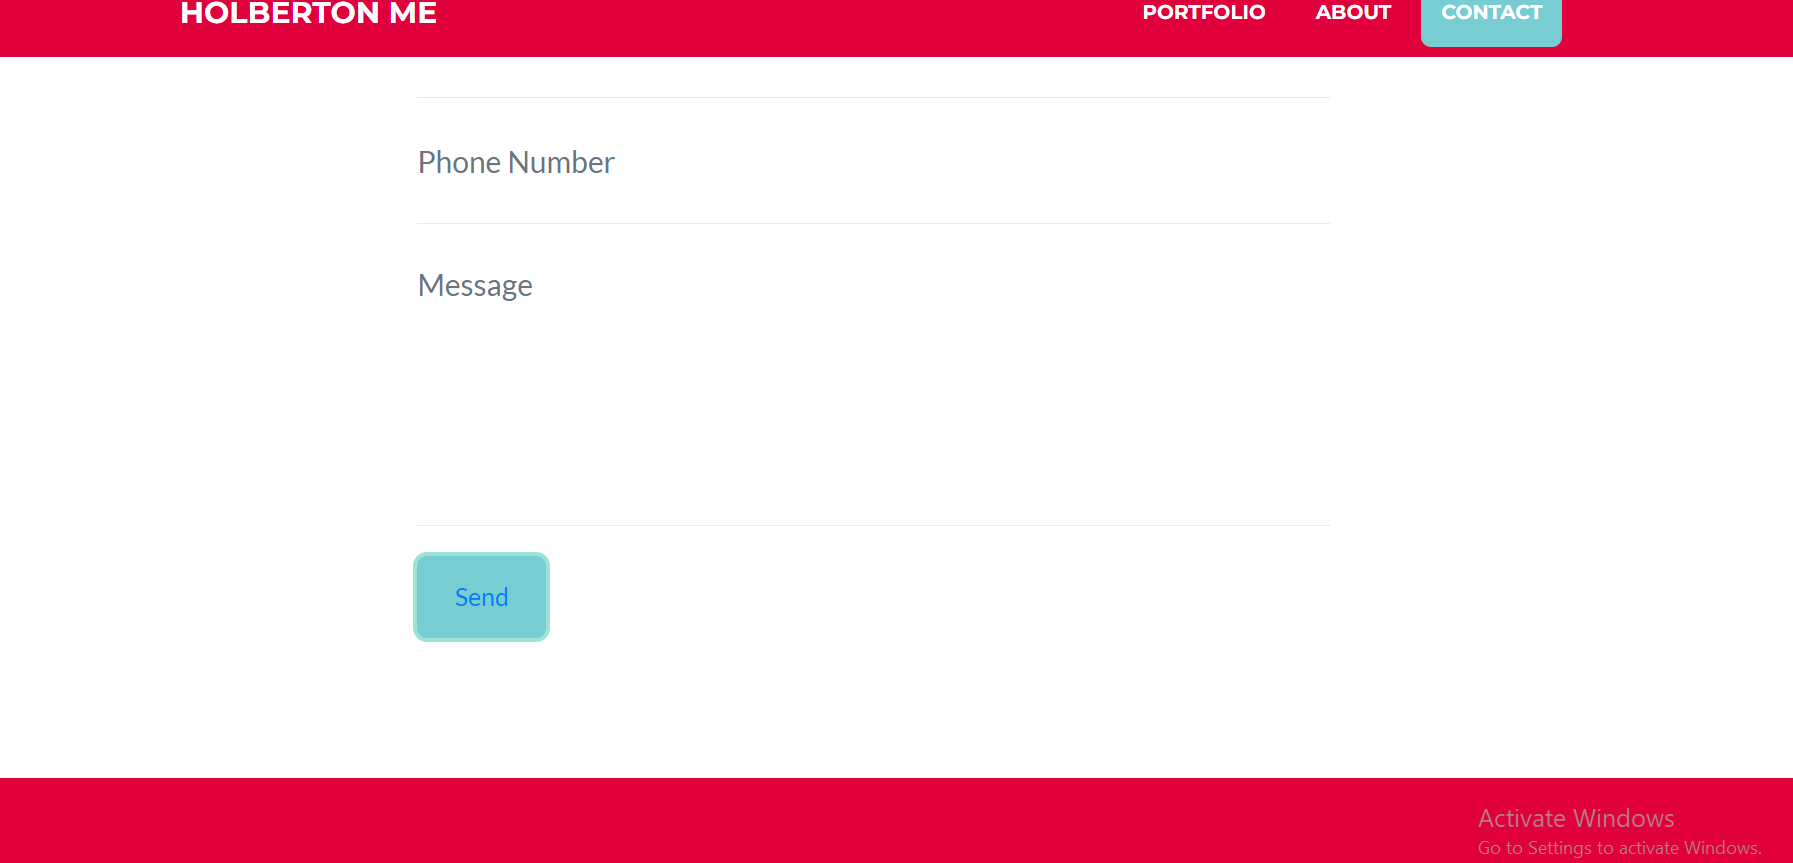 HOLBERTON ME
PORTFOLIO ABOUT CONTACT
Phone Number
Message
Send
Activate Windows
Go to Settings to activate Windows.